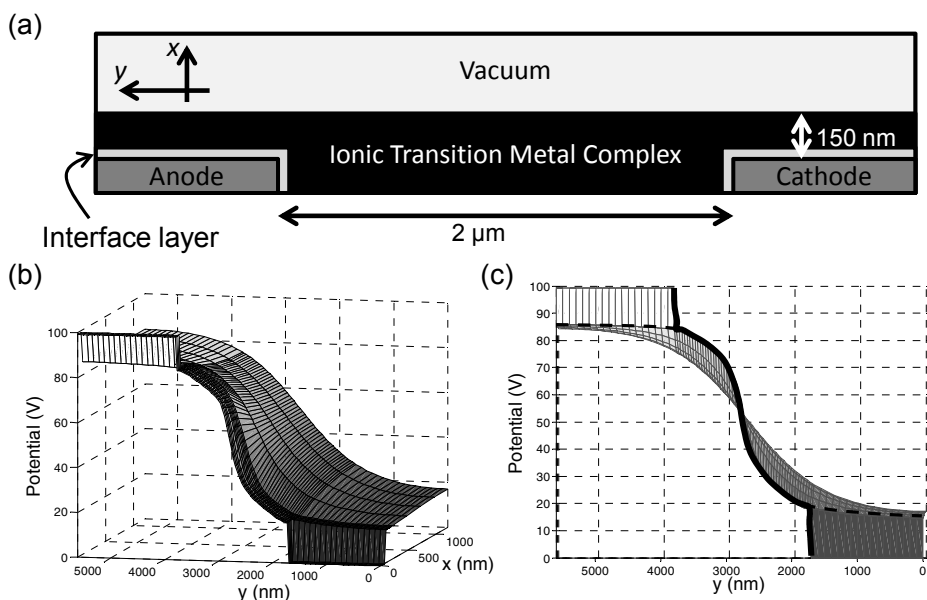 (a)
x
y
Vacuum
150 nm
Ionic Transition Metal Complex
Anode
Cathode
Interface layer
2 µm
(b)
(c)
100
80
60
40
20
0
Potential (V)
5000 4000 3000 2000 1000 0
y (nm)
0 500 1000
x (nm)
100
90
80
70
60
50
40
30
20
10
0
Potential (V)
5000 4000 3000 2000 1000 0
y (nm)